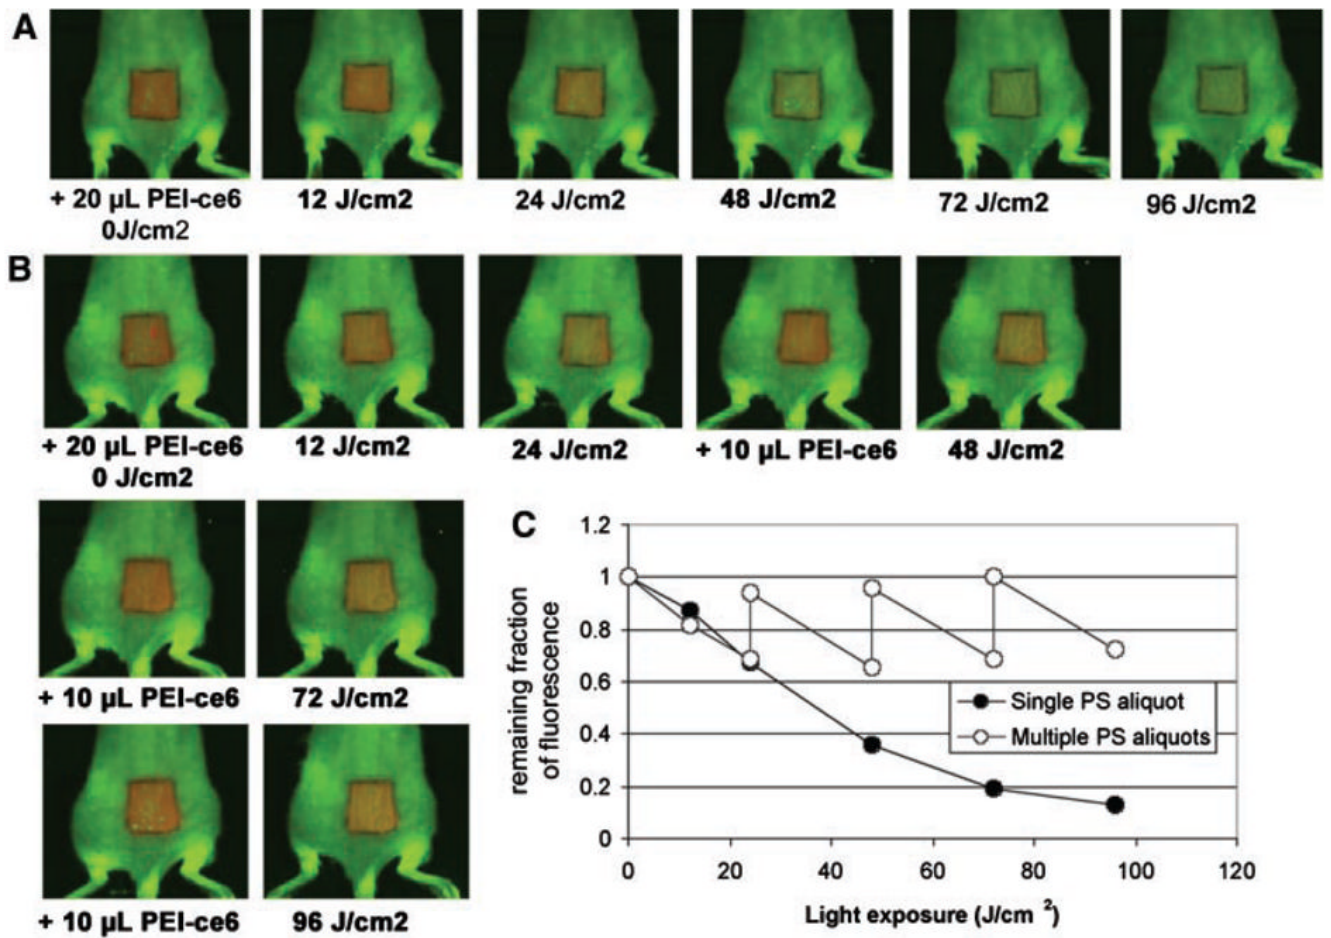 A
+ 20 µL PEI-ce6
0J/cm2
12 J/cm2
24 J/cm2
48 J/cm2
72 J/cm2
96 J/cm2
B
+ 20 µL PEI-ce6
0 J/cm2
12 J/cm2
24 J/cm2
+ 10 µL PEI-ce6
48 J/cm2
+ 10 µL PEI-ce6
72 J/cm2
+ 10 µL PEI-ce6
96 J/cm2
C
remaining fraction
of fluorescence
1.2
1
0.8
0.6
0.4
0.2
0
0 20 40 60 80 100 120
Light exposure (J/cm ²)
Single PS aliquot
Multiple PS aliquots